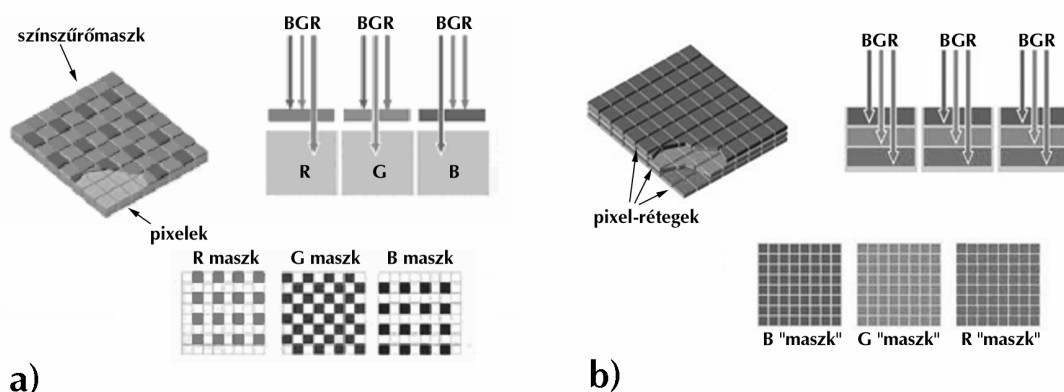 színszűrőmaszk
BGR BGR BGR
R G B
pixelek
R maszk G maszk B maszk
a)
BGR BGR BGR
pixel-rétegek
B "maszk" G "maszk" R "maszk"
b)